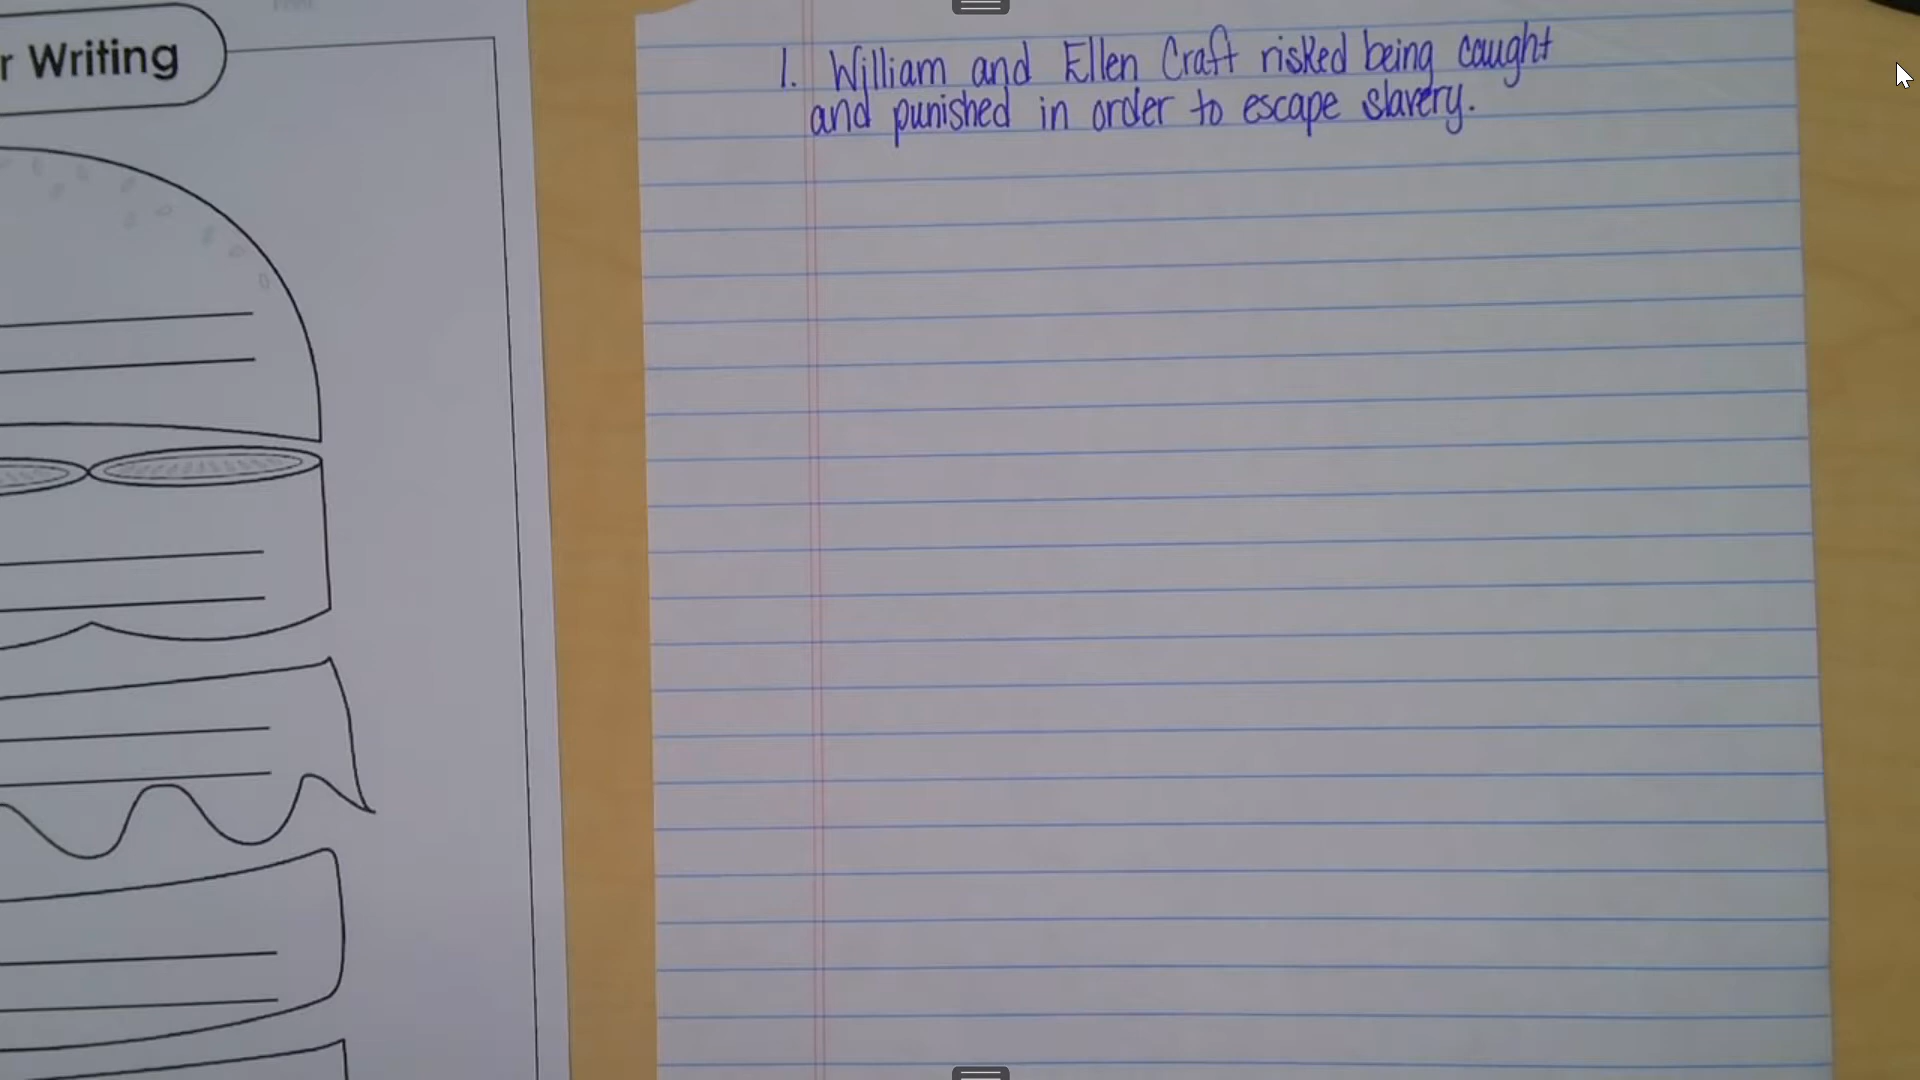 r Writing
1. William and Ellen Craft risked being caught
and punished in order to escape slavery.